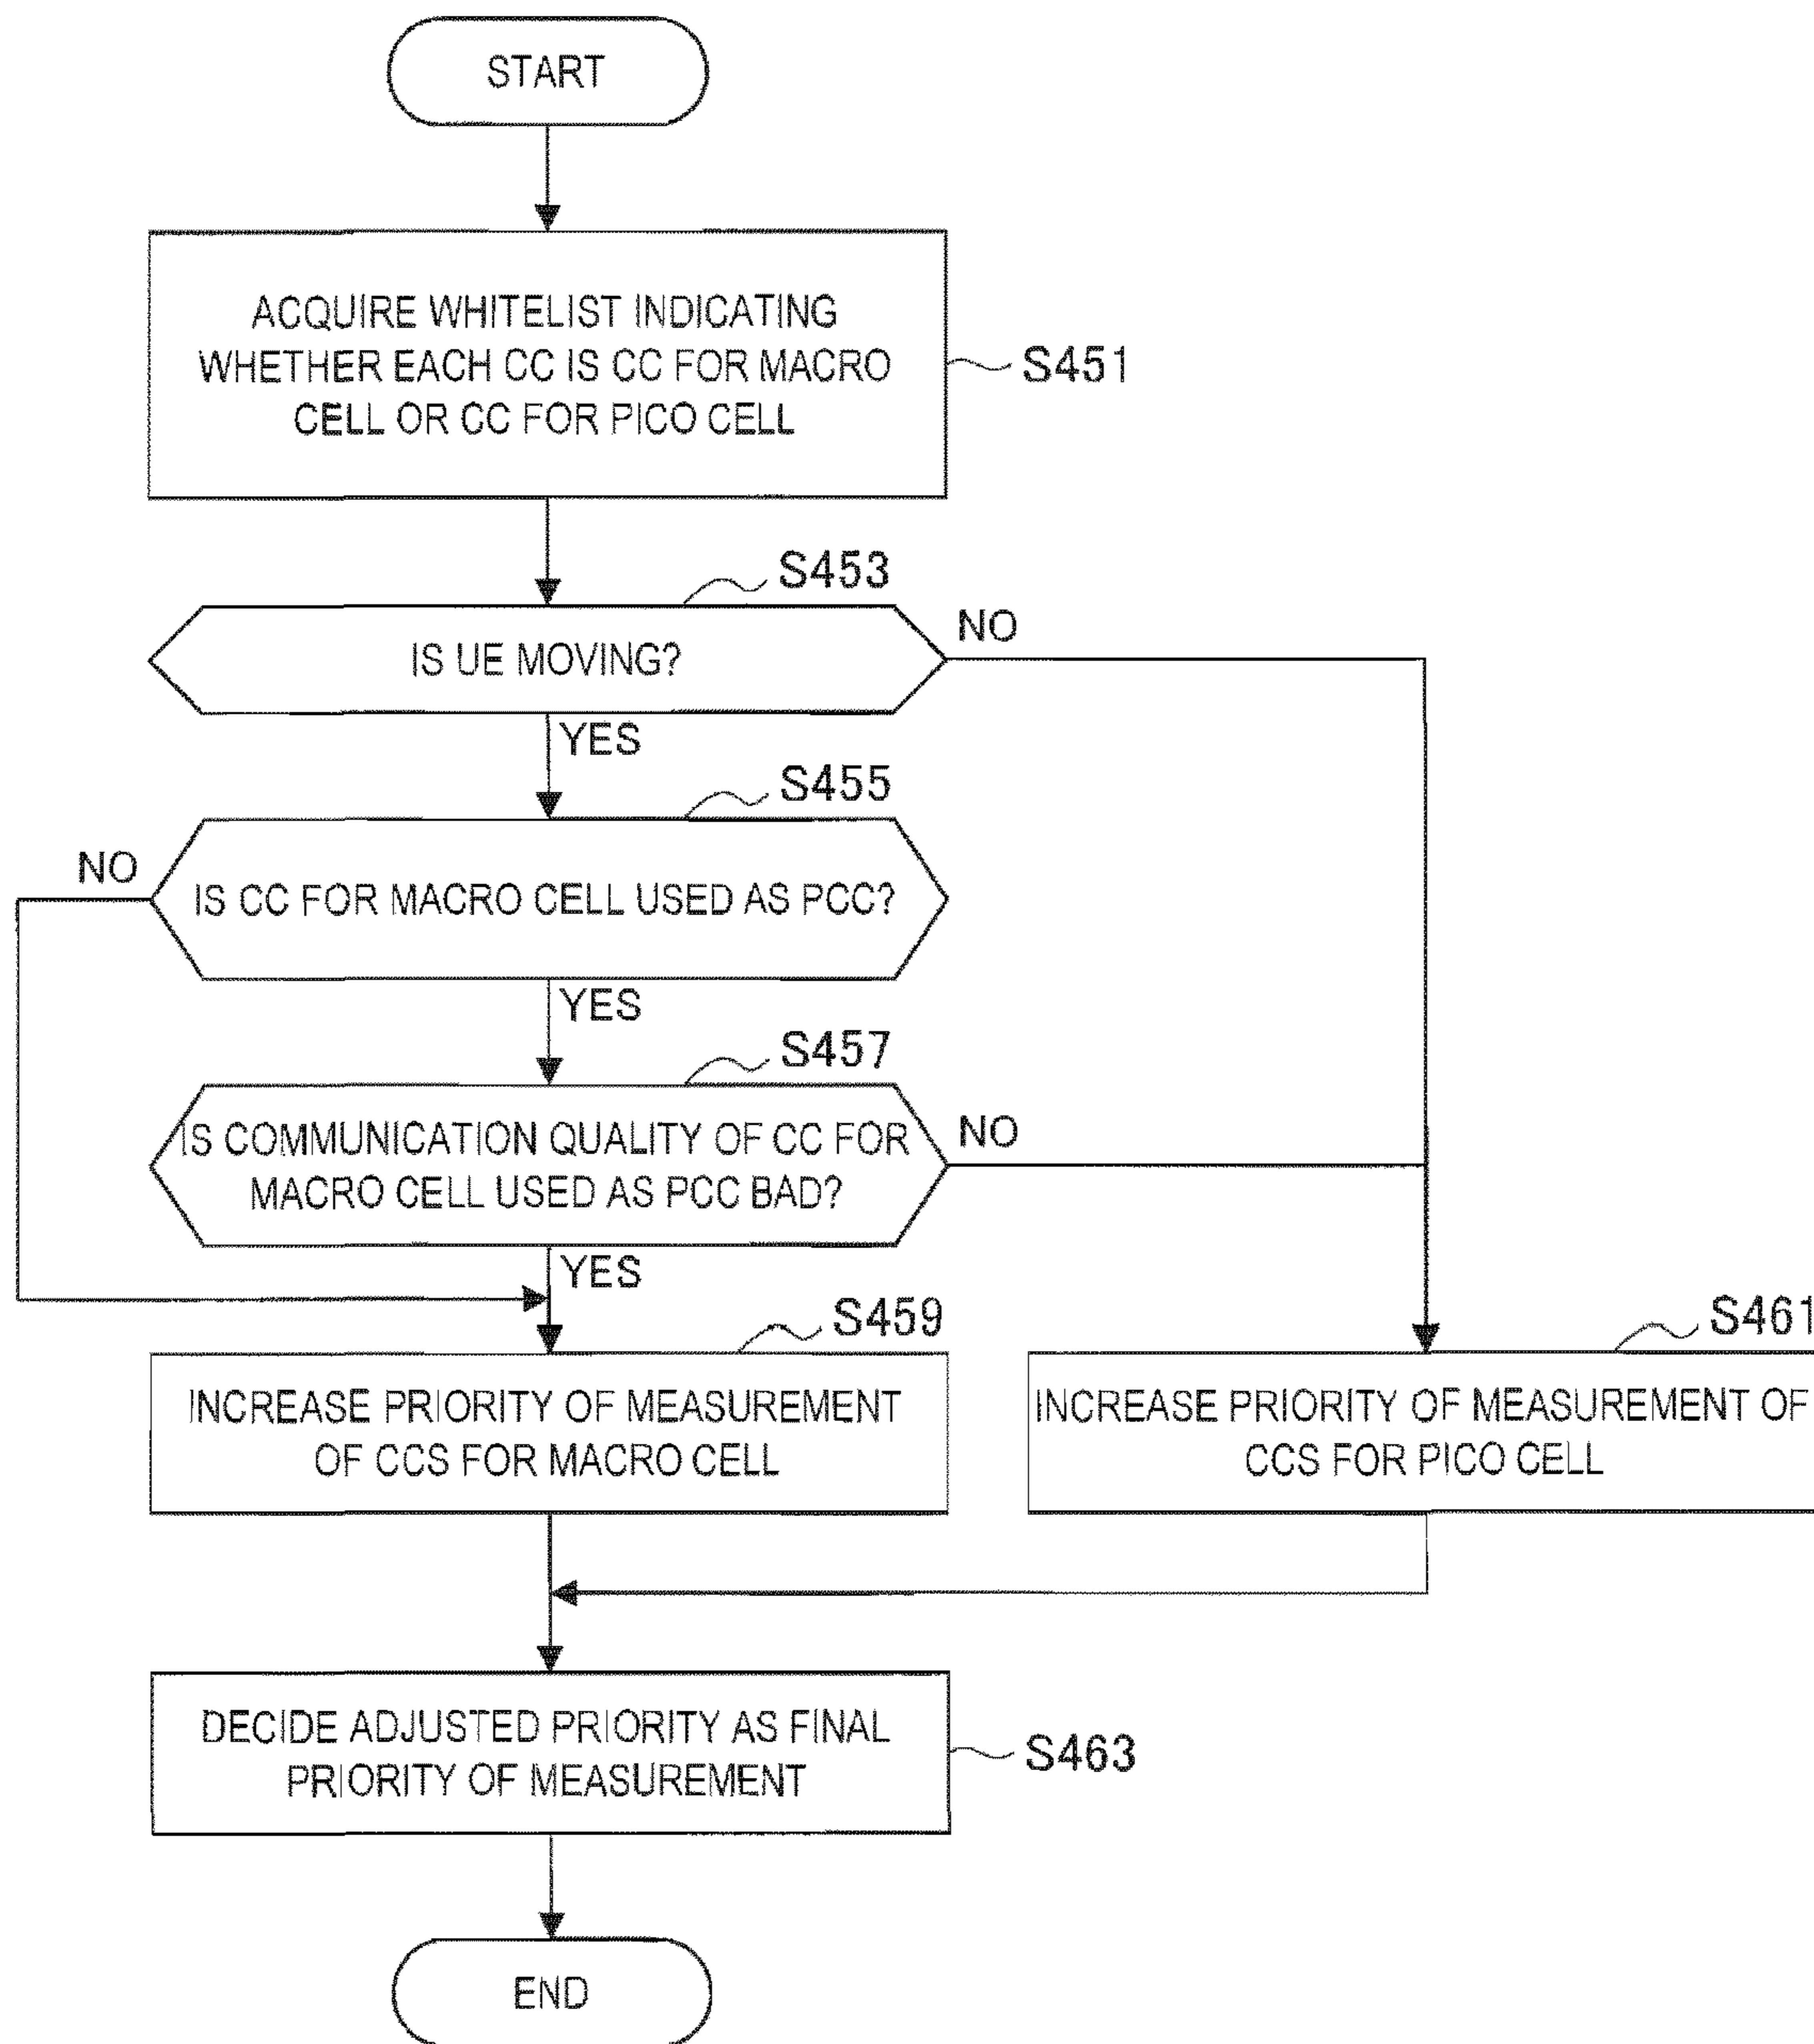 START
ACQUIRE WHITELIST INDICATING
WHETHER EACH CC IS CC FOR MACRO
CELL OR CC FOR PICO CELL
S451
S453
IS UE MOVING?
NO
YES
S455
NO
IS CC FOR MACRO CELL USED AS PCC?
YES
S457
IS COMMUNICATION QUALITY OF CC FOR
MACRO CELL USED AS PCC BAD?
NO
YES
S459
INCREASE PRIORITY OF MEASUREMENT
OF CCS FOR MACRO CELL
S461
INCREASE PRIORITY OF MEASUREMENT OF
CCS FOR PICO CELL
DECIDE ADJUSTED PRIORITY AS FINAL
PRIORITY OF MEASUREMENT
S463
END